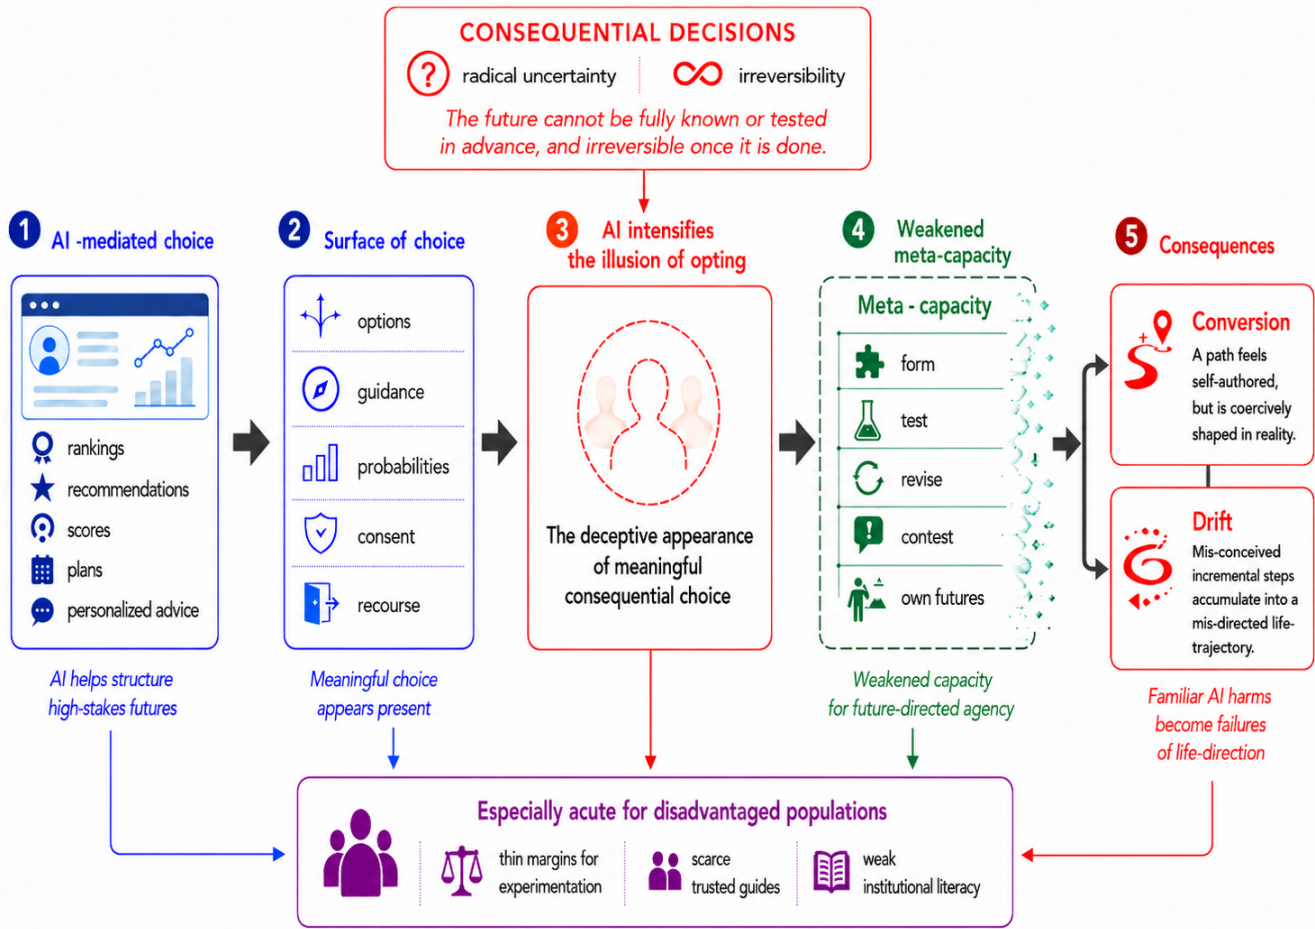 CONSEQUENTIAL DECISIONS
? radical uncertainty
irreversibility
The future cannot be fully known or tested
in advance, and irreversible once it is done.
1 AI -mediated choice
rankings
recommendations
scores
plans
personalized advice
AI helps structure
high-stakes futures
2 Surface of choice
options
guidance
probabilities
consent
recourse
Meaningful choice
appears present
3 AI intensifies
the illusion of opting
The deceptive appearance
of meaningful
consequential choice
4 Weakened
meta-capacity
Meta - capacity
form
test
revise
! contest
own futures
Weakened capacity
for future-directed agency
5 Consequences
Conversion
A path feels
self-authored,
but is coercively
shaped in reality.
Drift
Mis-conceived
incremental steps
accumulate into a
mis-directed life-
trajectory.
Familiar AI harms
become failures
of life-direction
Especially acute for disadvantaged populations
thin margins for
experimentation
scarce
trusted guides
weak
institutional literacy